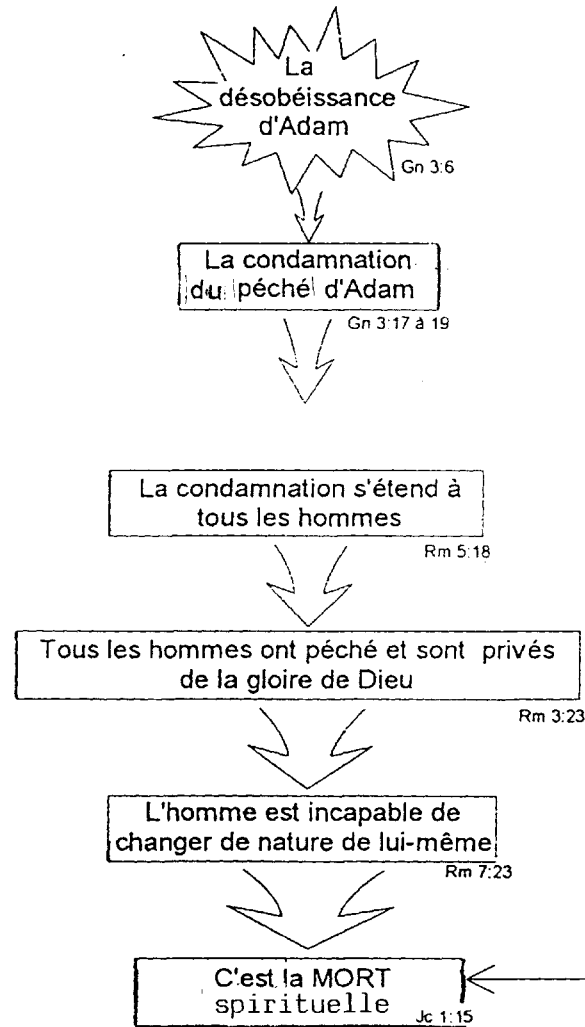 La
désobéissance
d'Adam
Gn 3:6
La condamnation
du péché d'Adam
Gn 3:17 à 19
La condamnation s'étend à
tous les hommes
Rm 5:18
Tous les hommes ont péché et sont privés
de la gloire de Dieu
Rm 3:23
L'homme est incapable de
changer de nature de lui-même
Rm 7:23
C'est la MORT
spirituelle
Jc 1:15